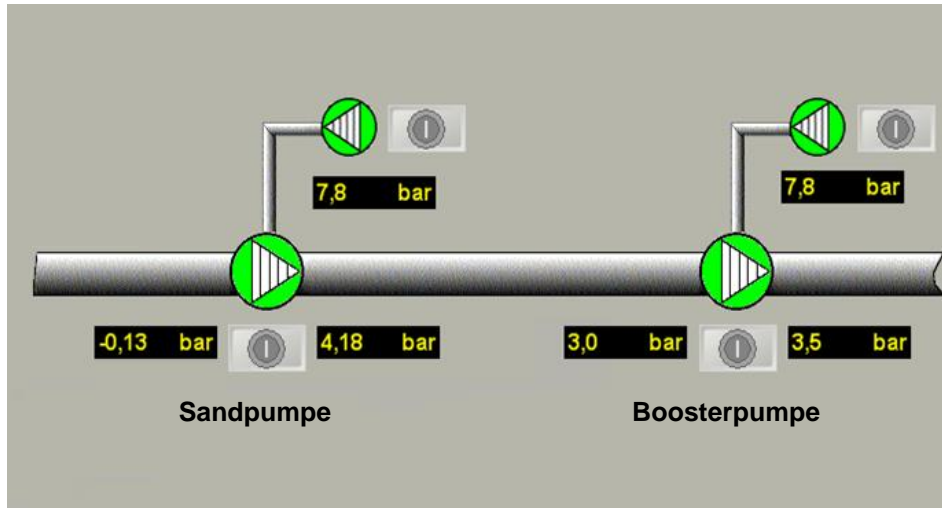 7,8 bar
7,8 bar
-0,13 bar
4,18 bar
3,0 bar
3,5 bar
Sandpumpe
Boosterpumpe